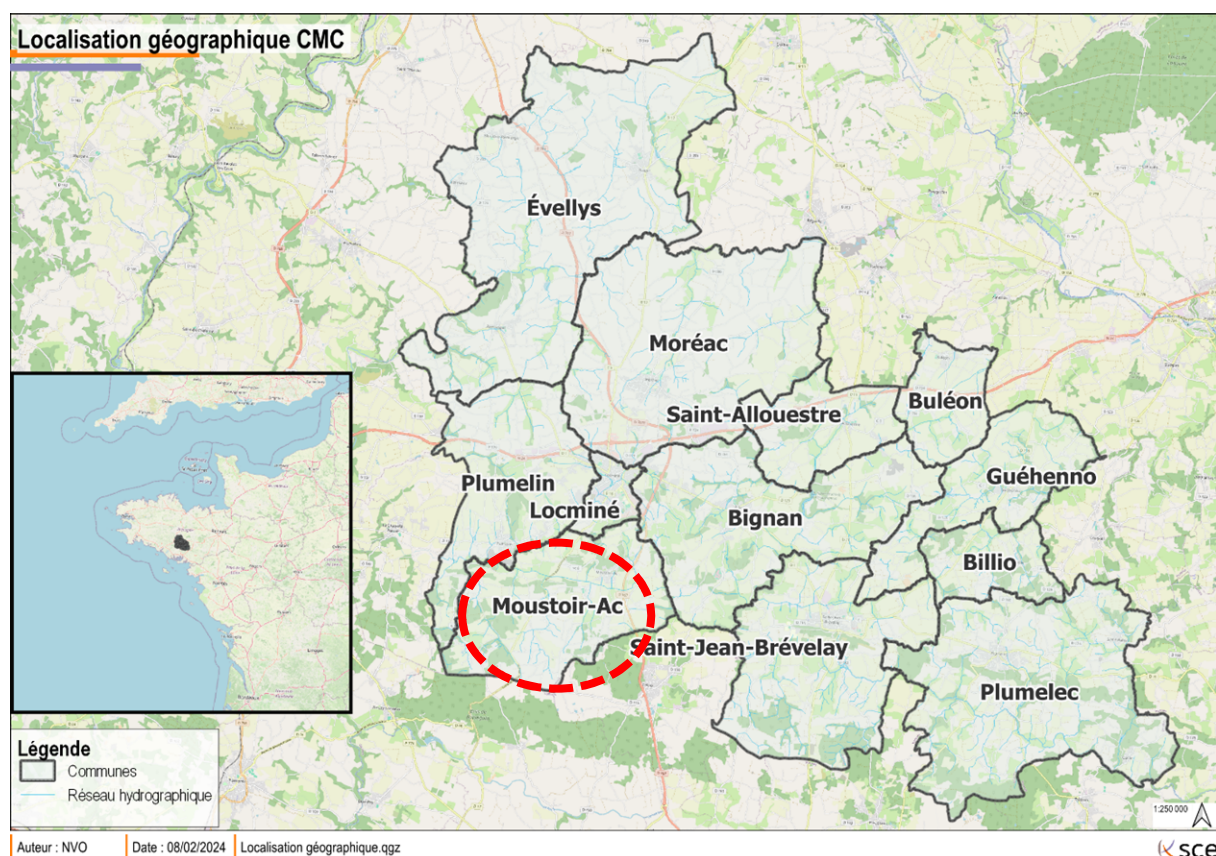 Localisation géographique CMC
Évellys
Moréac
Saint-Allouestre
Buléon
Guéhenno
Plumelin
Locminé
Bignan
Billio
Moustoir-Ac
Saint-Jean-Brévelay
Plumelec
Légende
Communes
Réseau hydrographique
1:250 000
Auteur : NVO
Date : 08/02/2024
Localisation géographique.qgz
sce